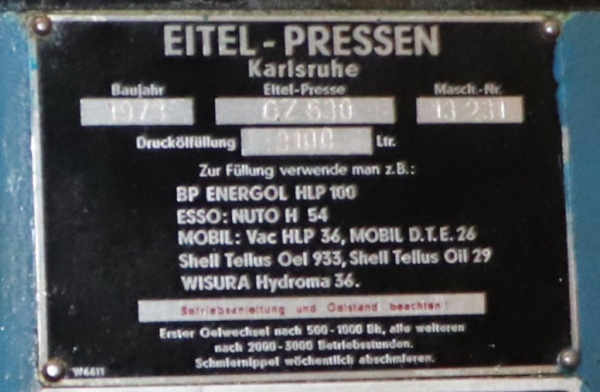 EITEL-PRESSEN
Karlsruhe
Baujahr Eitel-Presse Masch.-Nr.
1973 630
Druckölfüllung 3100 Ltr.
Zur Füllung verwende man z.B.:
BP ENERGOL HLP 100
ESSO: NUTO H 54
MOBIL: Vac HLP 36, MOBIL D.T.E. 26
Shell Tellus Oel 933, Shell Tellus Oil 29
WISURA Hydroma 36.
Betriebsanleitung und Oelstand beachten!
Erster Oelwechsel nach 500-1000 Bh, alle weiteren
nach 2000-3000 Betriebsstunden.
Schmiernippel wöchentlich abschmieren.
W6611